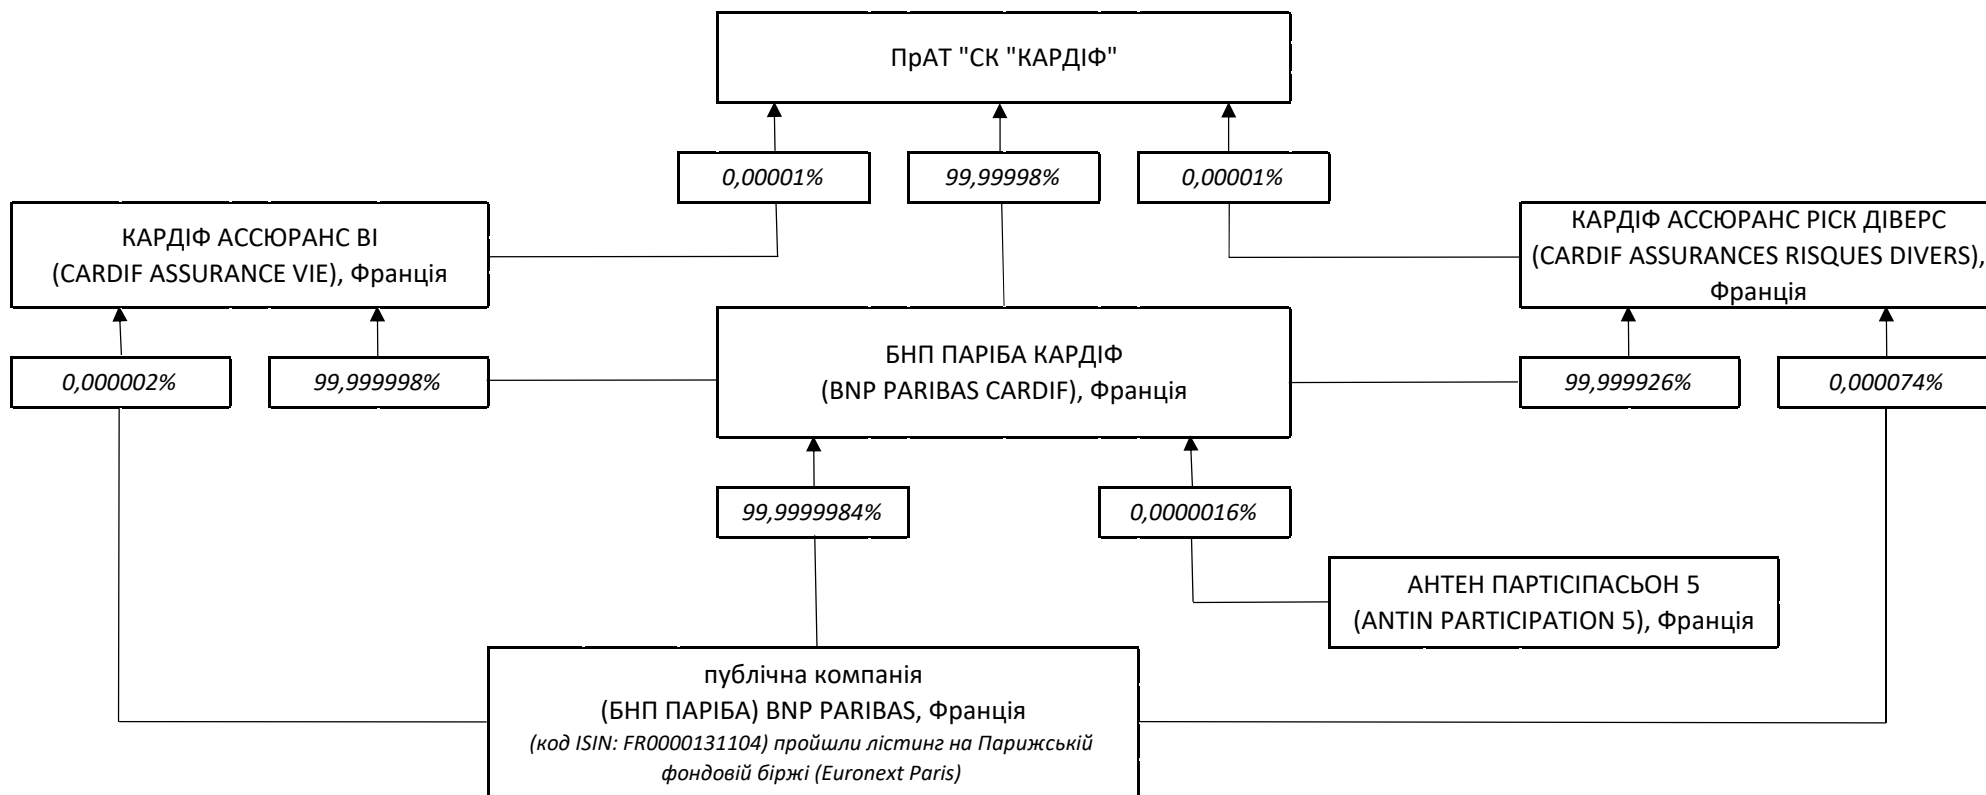 ПрАТ "СК "КАРДІФ"
0,00001%
99,99998%
0,00001%
КАРДІФ АССЮРАНС ВІ
(CARDIF ASSURANCE VIE), Франція
КАРДІФ АССЮРАНС РІСК ДІВЕРС
(CARDIF ASSURANCES RISQUES DIVERS),
Франція
0,000002%
99,999998%
БНП ПАРІБА КАРДІФ
(BNP PARIBAS CARDIF), Франція
99,999926%
0,000074%
99,9999984%
0,0000016%
АНТЕН ПАРТІСІПАСЬОН 5
(ANTIN PARTICIPATION 5), Франція
публічна компанія
(БНП ПАРІБА) BNP PARIBAS, Франція
(код ISIN: FR0000131104) пройшли лістинг на Парижській
фондовій біржі (Euronext Paris)